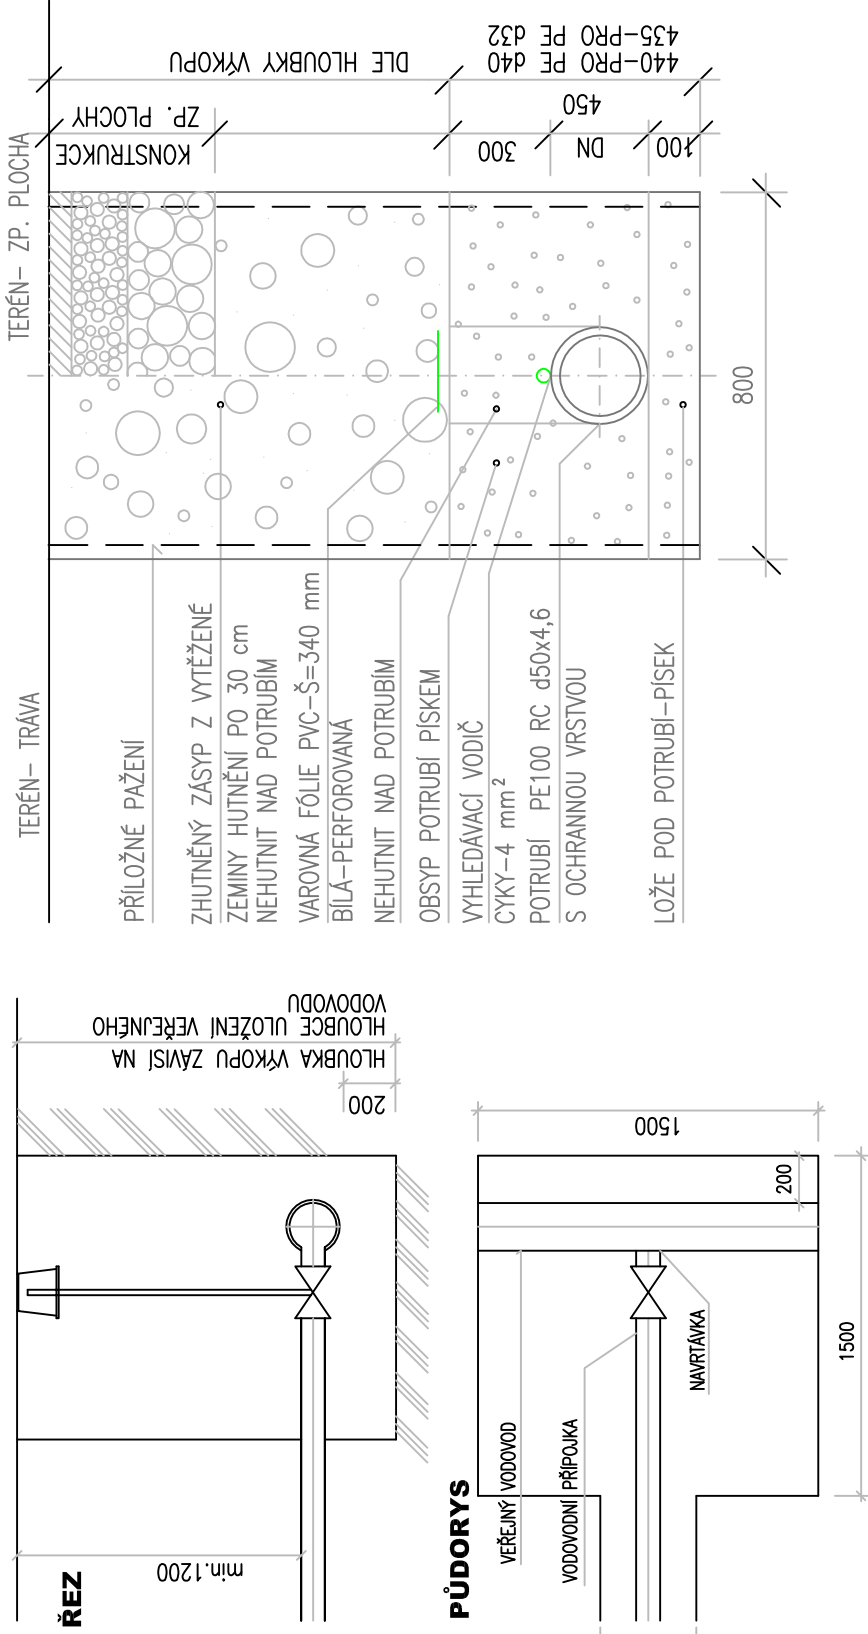 TERÉN- TRÁVA
TERÉN- ZP. PLOCHA
PŘÍLOŽNÉ PAŽENÍ
ZHUTNĚNÝ ZÁSYP Z VYTĚŽENÉ
ZEMINY HUTNĚNÍ PO 30 cm
NEHUTNIT NAD POTRUBÍM
VAROVNÁ FÓLIE PVC-Š=340 mm
BÍLÁ-PERFOROVANÁ
NEHUTNIT NAD POTRUBÍM
OBSYP POTRUBÍ PÍSKEM
VYHLEDÁVACÍ VODIČ
CYKY-4 mm²
POTRUBÍ PE100 RC d50x4,6
S OCHRANNOU VRSTVOU
LOŽE POD POTRUBÍ-PÍSEK
KONSTRUKCE
ZP. PLOCHY
DLE HLOUBKY VÝKOPU
300
DN
100
450
440-PRO PE d40
435-PRO PE d32
800
HLOUBKA VÝKOPU ZÁVISÍ NA
HLOUBCE ULOŽENÍ VEŘEJNÉHO
VODOVODU
200
min.1200
ŘEZ
PŮDORYS
1500
200
1500
VEŘEJNÝ VODOVOD
VODOVODNÍ PŘÍPOJKA
NAVRTÁVKA